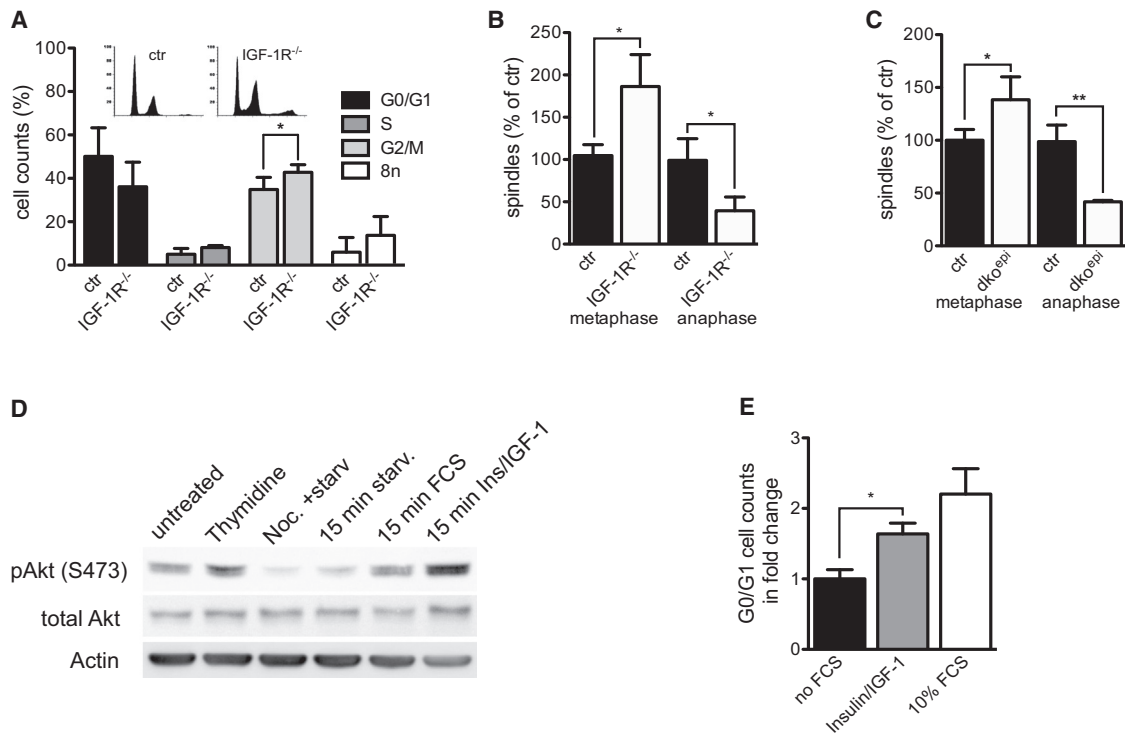 A
cell counts (%)
100
80
60
40
20
0
ctr
IGF-1R-/-
G0/G1
S
G2/M
8n
*
ctr
IGF-1R-/-
ctr
IGF-1R-/-
ctr
IGF-1R-/-
ctr
IGF-1R-/-
B
spindles (% of ctr)
250
200
150
100
50
0
*
*
ctr
IGF-1R-/-
ctr
IGF-1R-/-
metaphase
anaphase
C
spindles (% of ctr)
200
150
100
50
0
*
**
ctr
dkoepi
ctr
dkoepi
metaphase
anaphase
D
untreated
Thymidine
Noc. +starv
15 min starv.
15 min FCS
15 min Ins/IGF-1
pAkt (S473)
total Akt
Actin
E
G0/G1 cell counts
in fold change
3
2
1
0
*
no FCS
Insulin/IGF-1
10% FCS